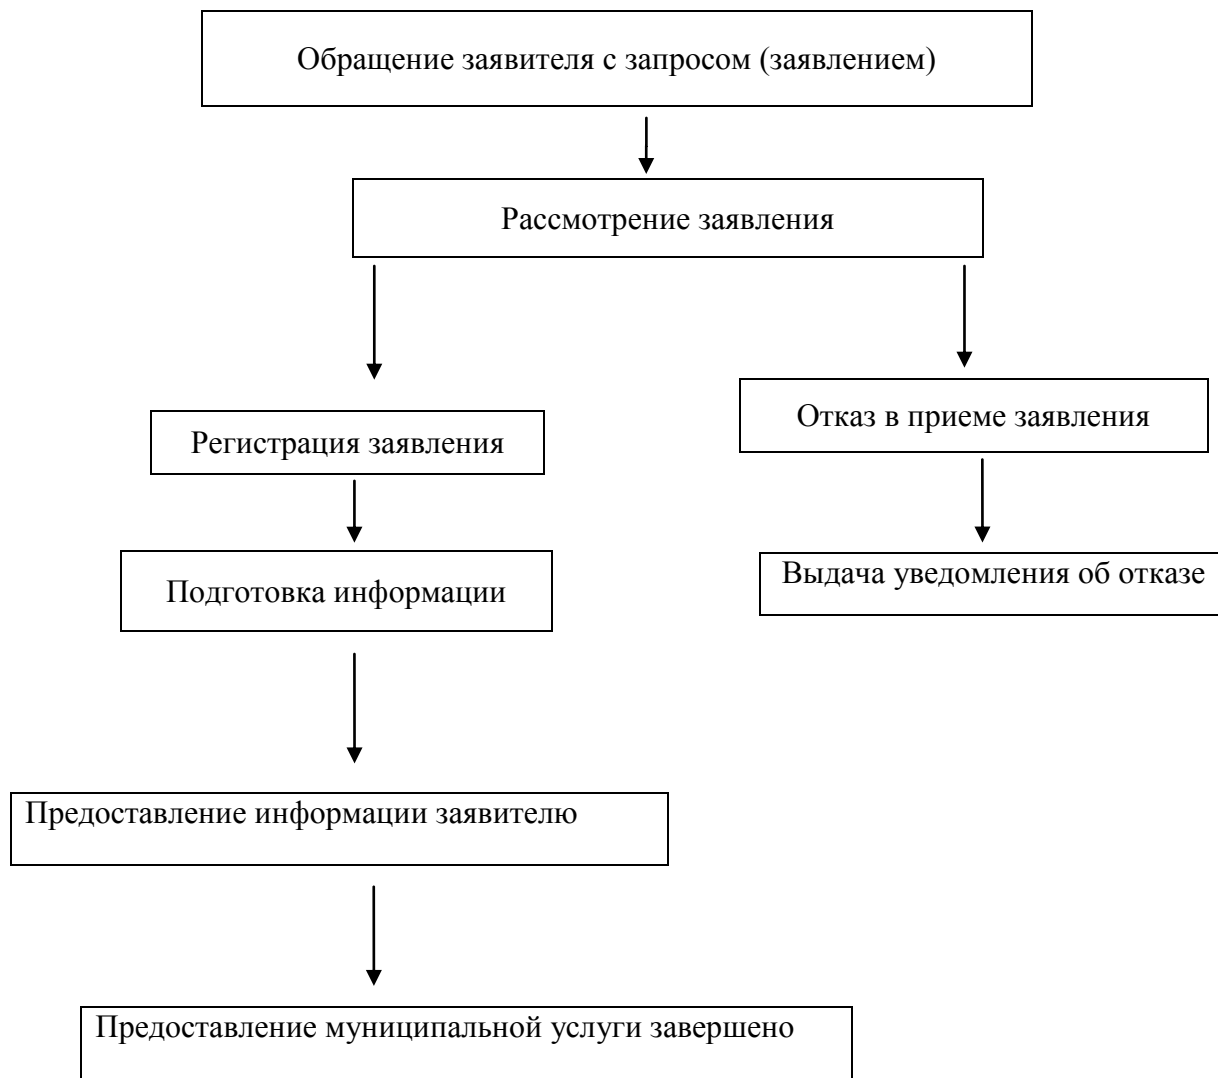 Обращение заявителя с запросом (заявлением)
Рассмотрение заявления
Отказ в приеме заявления
Регистрация заявления
Выдача уведомления об отказе
Подготовка информации
Предоставление информации заявителю
Предоставление муниципальной услуги завершено